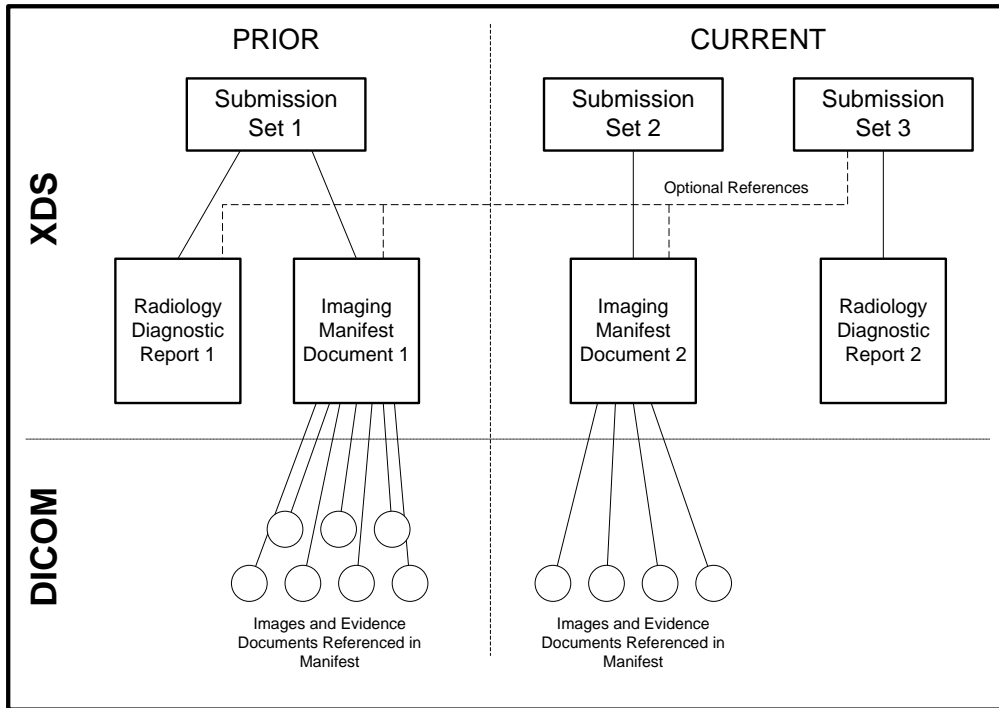 PRIOR
CURRENT
Submission
Set 1
Submission
Set 2
Submission
Set 3
XDS
Optional References
Radiology
Diagnostic
Report 1
Imaging
Manifest
Document 1
Imaging
Manifest
Document 2
Radiology
Diagnostic
Report 2
DICOM
Images and Evidence
Documents Referenced in
Manifest
Images and Evidence
Documents Referenced in
Manifest